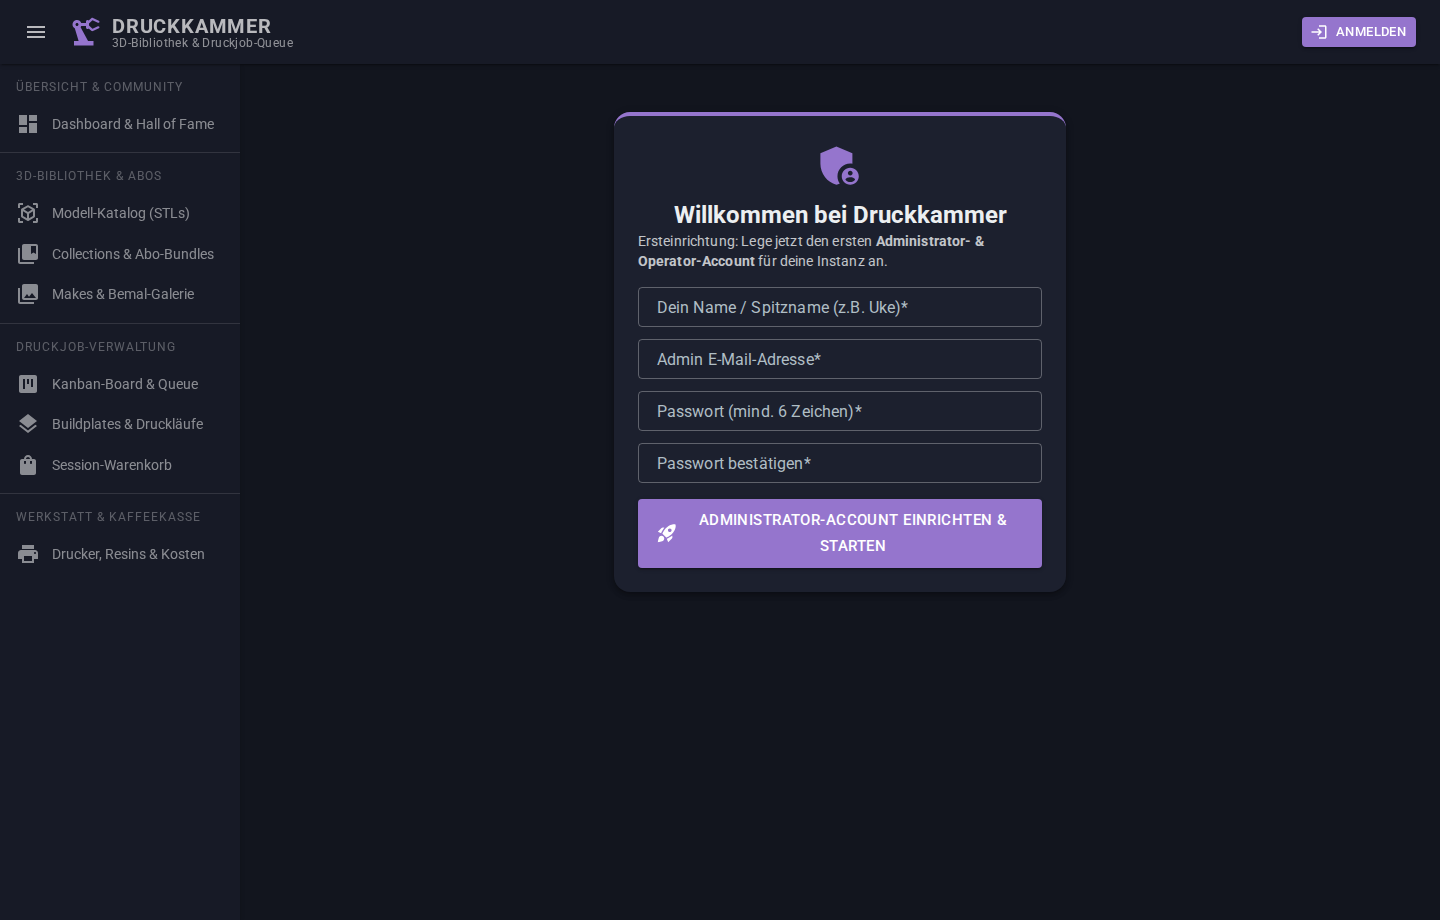 DRUCKKAMMER
3D-Bibliothek & Druckjob-Queue
ANMELDEN
ÜBERSICHT & COMMUNITY
Dashboard & Hall of Fame
3D-BIBLIOTHEK & ABOS
Modell-Katalog (STLs)
Collections & Abo-Bundles
Makes & Bemal-Galerie
DRUCKJOB-VERWALTUNG
Kanban-Board & Queue
Buildplates & Druckläufe
Session-Warenkorb
WERKSTATT & KAFFEEKASSE
Drucker, Resins & Kosten
Willkommen bei Druckkammer
Ersteinrichtung: Lege jetzt den ersten Administrator- &
Operator-Account für deine Instanz an.
Dein Name / Spitzname (z.B. Uke)*
Admin E-Mail-Adresse*
Passwort (mind. 6 Zeichen)*
Passwort bestätigen*
ADMINISTRATOR-ACCOUNT EINRICHTEN &
STARTEN